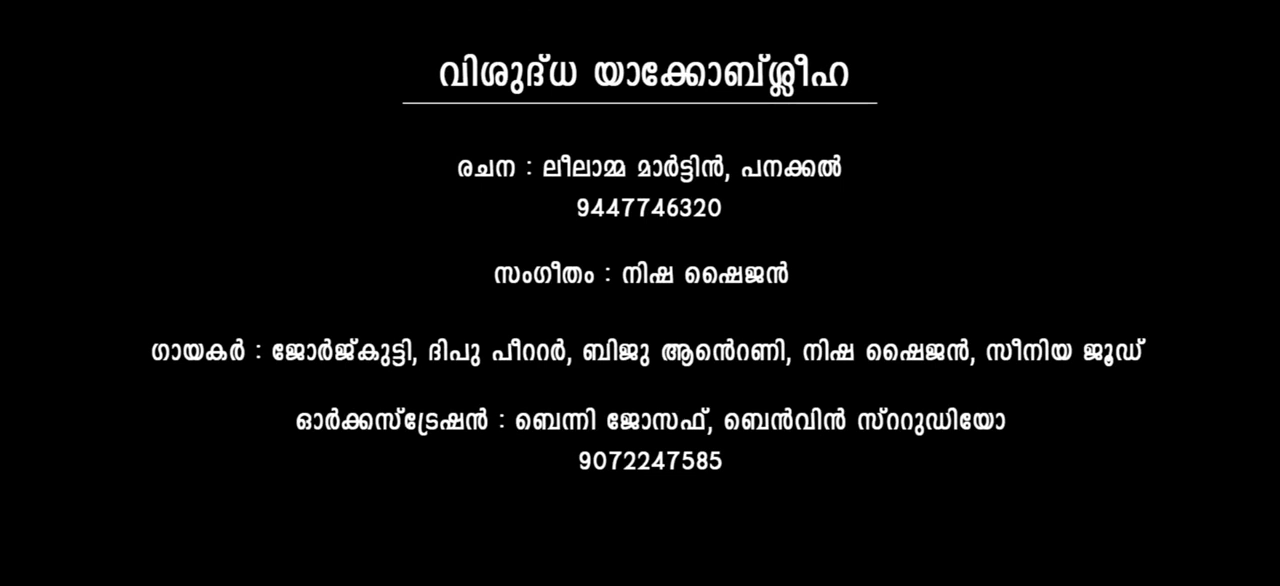 വിശുദ്ധ യാക്കോബ്ശ്ലീഹ
രചന : ലീലാമ്മ മാർട്ടിൻ, പനക്കൽ
9447746320
സംഗീതം : നിഷ ഷൈജൻ
ഗായകർ : ജോർജ്കുട്ടി, ദിപു പീററർ, ബിജു ആൻെറണി, നിഷ ഷൈജൻ, സീനിയ ജൂഡ്
ഓർക്കസ്ട്രേഷൻ : ബെന്നി ജോസഫ്, ബെൻവിൻ സ്ററുഡിയോ
9072247585